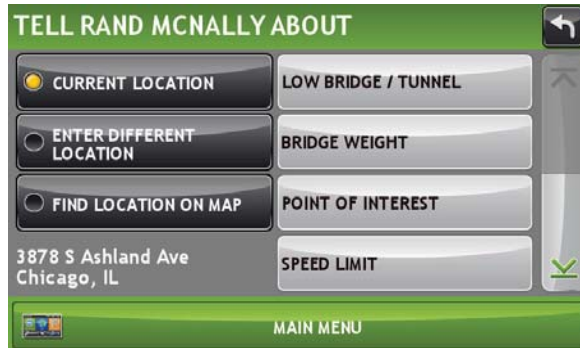 TELL RAND MCNALLY ABOUT
CURRENT LOCATION
ENTER DIFFERENT
LOCATION
FIND LOCATION ON MAP
3878 S Ashland Ave
Chicago, IL
LOW BRIDGE / TUNNEL
BRIDGE WEIGHT
POINT OF INTEREST
SPEED LIMIT
MAIN MENU